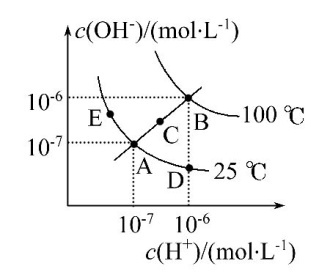 c(OH⁻)/(mol·L⁻¹)
10⁻⁶
E
B
100 ℃
C
10⁻⁷
A
D
25 ℃
10⁻⁷ 10⁻⁶
c(H⁺)/(mol·L⁻¹)